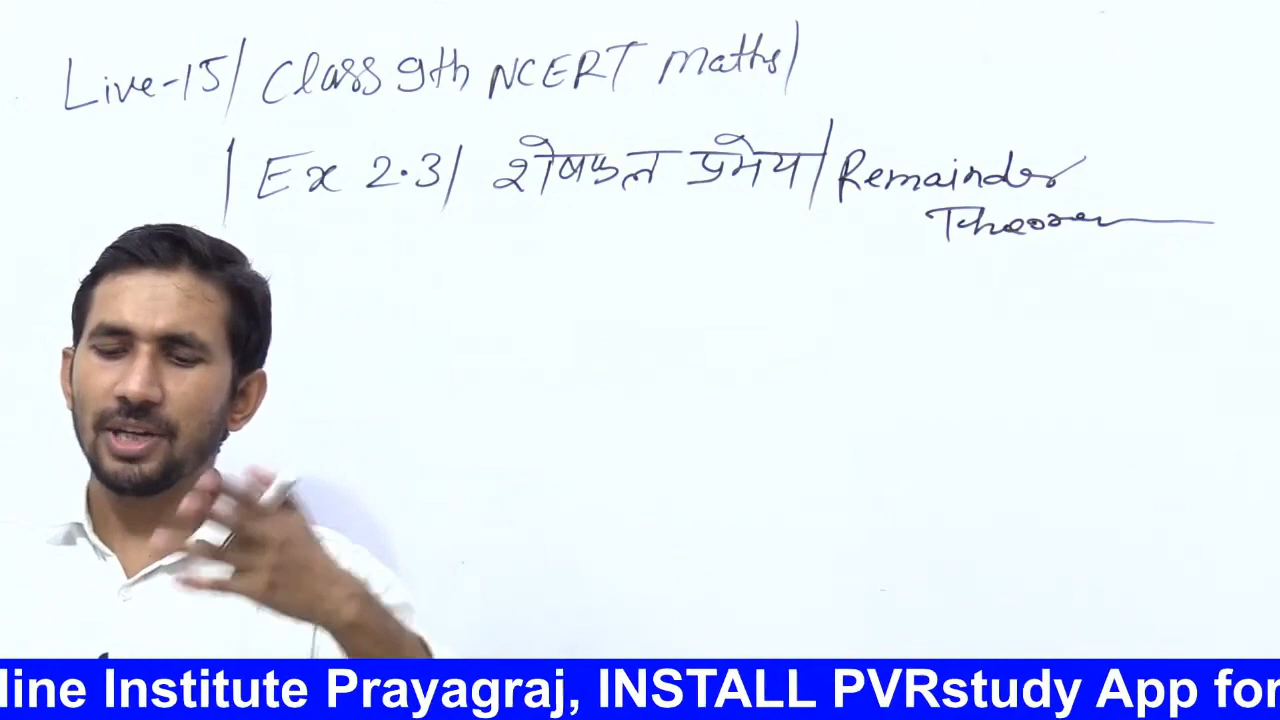 Live-15/ Class 9th NCERT Maths/
/ Ex 2.3/ शेषफल प्रमेय/ Remainder
Theorem
line Institute Prayagraj, INSTALL PVRstudy App for